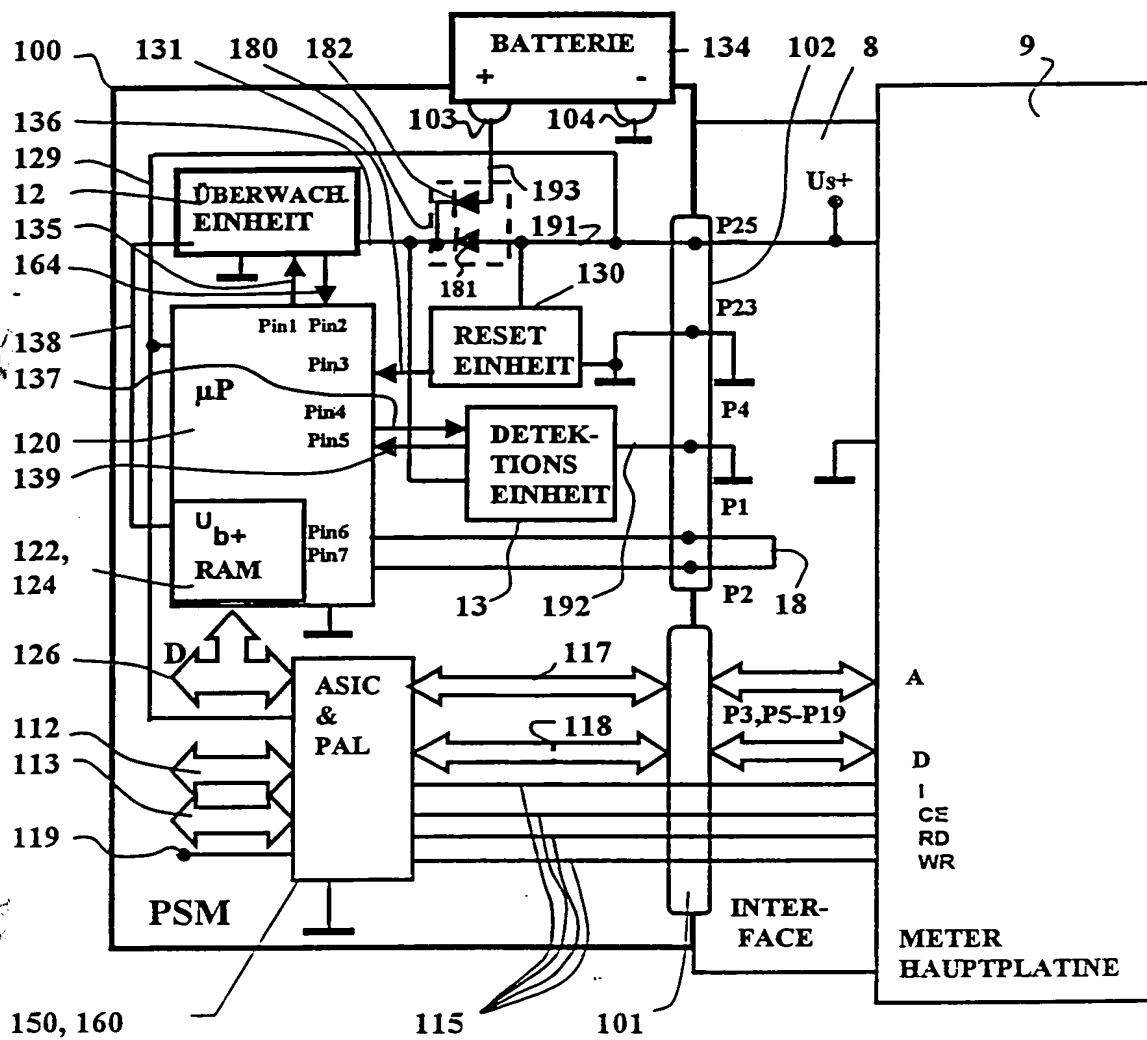 BATTERIE
+ -
100
131
180
182
134
102
8
9
103
104
136
129
12
135
164
138
137
120
139
122,
124
126
112
113
119
ÜBERWACH.
EINHEIT
193
191
181
130
Us+
P25
P23
P4
P1
P2
Pin1 Pin2
Pin3
Pin4
Pin5
Pin6
Pin7
µP
RESET
EINHEIT
DETEK-
TIONS
EINHEIT
Ub+
RAM
13
192
18
D
ASIC
&
PAL
117
118
P3,P5-P19
A
D
I
CE
RD
WR
PSM
INTER-
FACE
METER
HAUPTPLATINE
150, 160
115
101